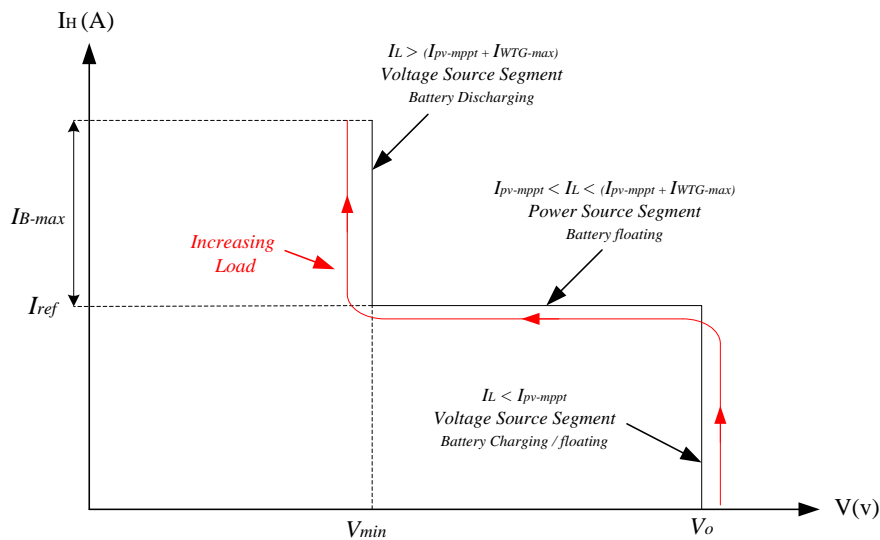 IH (A)
IL > (Ipv-mppt + IWTG-max)
Voltage Source Segment
Battery Discharging
Ipv-mppt < IL < (Ipv-mppt + IWTG-max)
Power Source Segment
Battery floating
IB-max
Increasing
Load
Iref
IL < Ipv-mppt
Voltage Source Segment
Battery Charging / floating
Vmin
Vo
V(v)